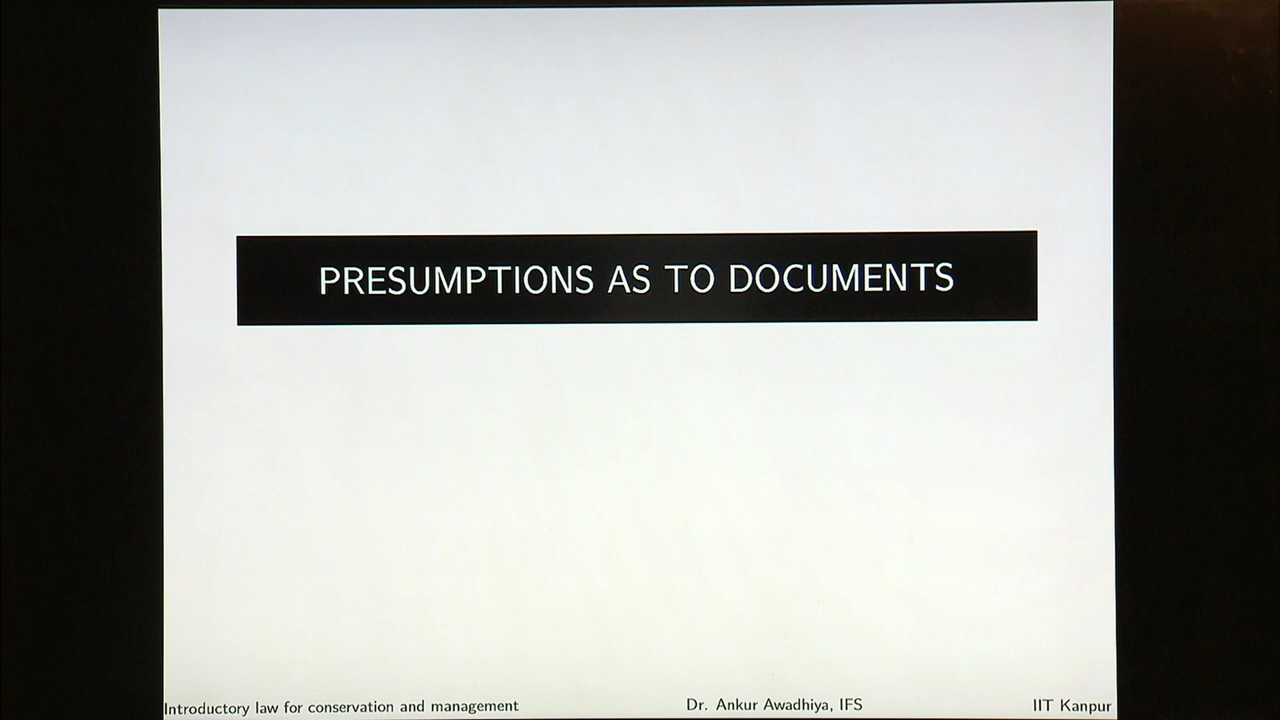 PRESUMPTIONS AS TO DOCUMENTS
Introductory law for conservation and management Dr. Ankur Awadhiya, IFS IIT Kanpur